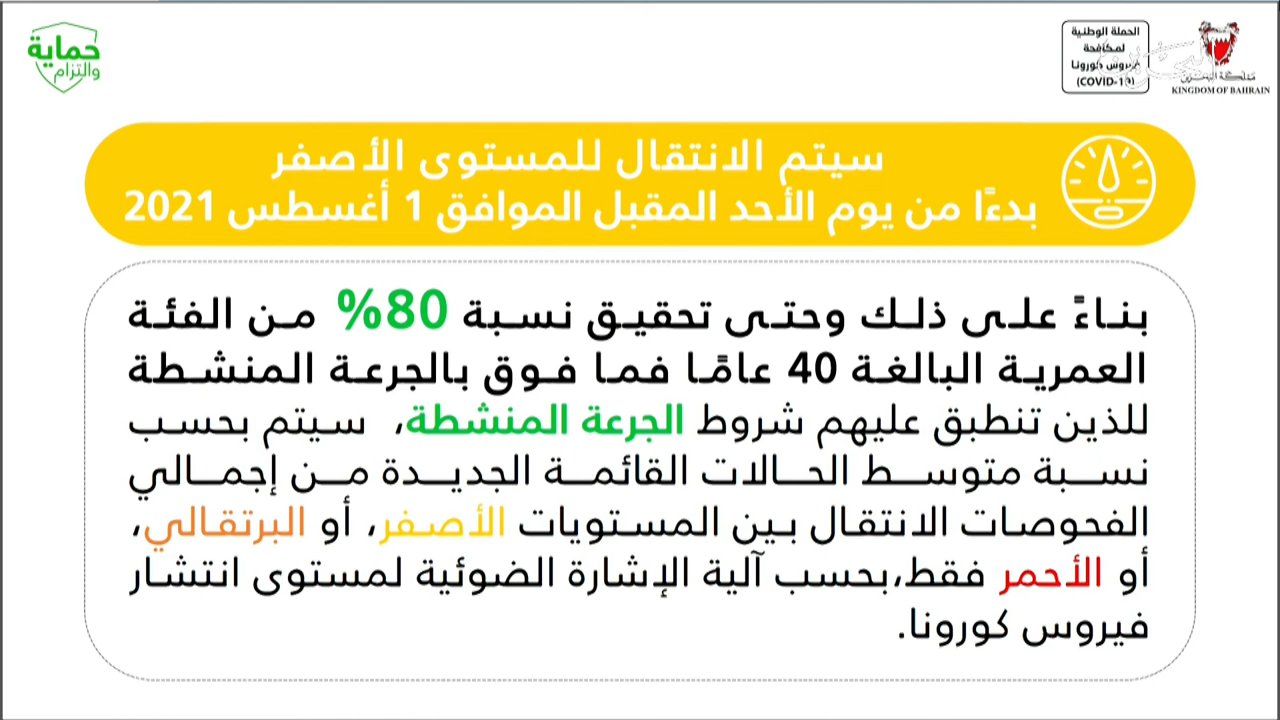 حماية
والتزام
الحملة الوطنية
لمكافحة
فيروس كورونا
(COVID-19)
مملكة البحرين
KINGDOM OF BAHRAIN
سيتم الانتقال للمستوى الأصفر
بدءًا من يوم الأحد المقبل الموافق 1 أغسطس 2021
بناءً على ذلك وحتى تحقيق نسبة 80% من الفئة
العمرية البالغة 40 عامًا فما فوق بالجرعة المنشطة
للذين تنطبق عليهم شروط الجرعة المنشطة، سيتم بحسب
نسبة متوسط الحالات القائمة الجديدة من إجمالي
الفحوصات الانتقال بين المستويات الأصفر، أو البرتقالي،
أو الأحمر فقط،بحسب آلية الإشارة الضوئية لمستوى انتشار
فيروس كورونا.